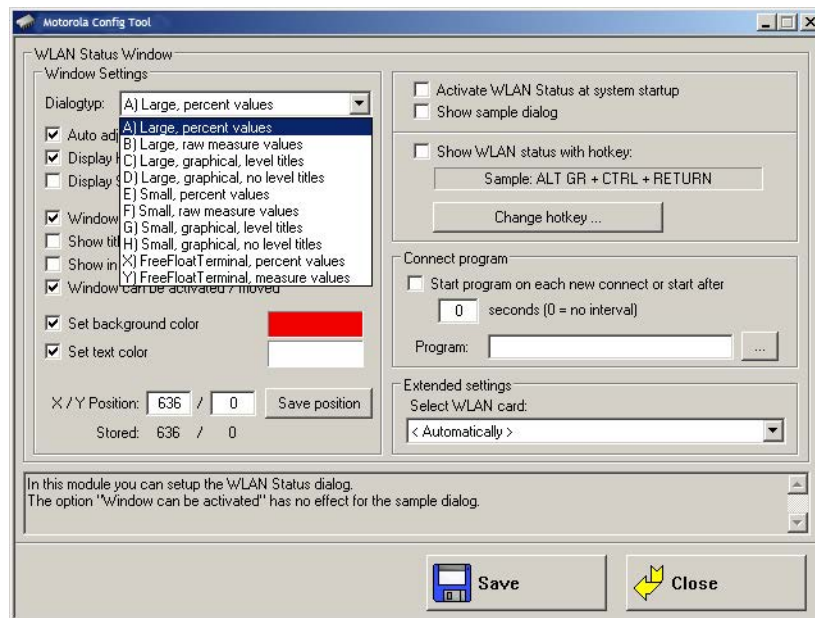 Motorola Config Tool
WLAN Status Window
Window Settings
Dialogtyp: A) Large, percent values
A) Large, percent values
B) Large, raw measure values
C) Large, graphical, level titles
D) Large, graphical, no level titles
E) Small, percent values
F) Small, raw measure values
G) Small, graphical, level titles
H) Small, graphical, no level titles
X) FreeFloatTerminal, percent values
Y) FreeFloatTerminal, measure values
Auto
Display
Display
Window
Show
Show in
Window can be activated / moved
Set background color
Set text color
X / Y Position: 636 / 0 Save position
Stored: 636 / 0
Activate WLAN Status at system startup
Show sample dialog
Show WLAN status with hotkey:
Sample: ALT GR + CTRL + RETURN
Change hotkey ...
Connect program
Start program on each new connect or start after
0 seconds (0 = no interval)
Program: ...
Extended settings
Select WLAN card:
< Automatically >
In this module you can setup the WLAN Status dialog.
The option "Window can be activated" has no effect for the sample dialog.
Save
Close